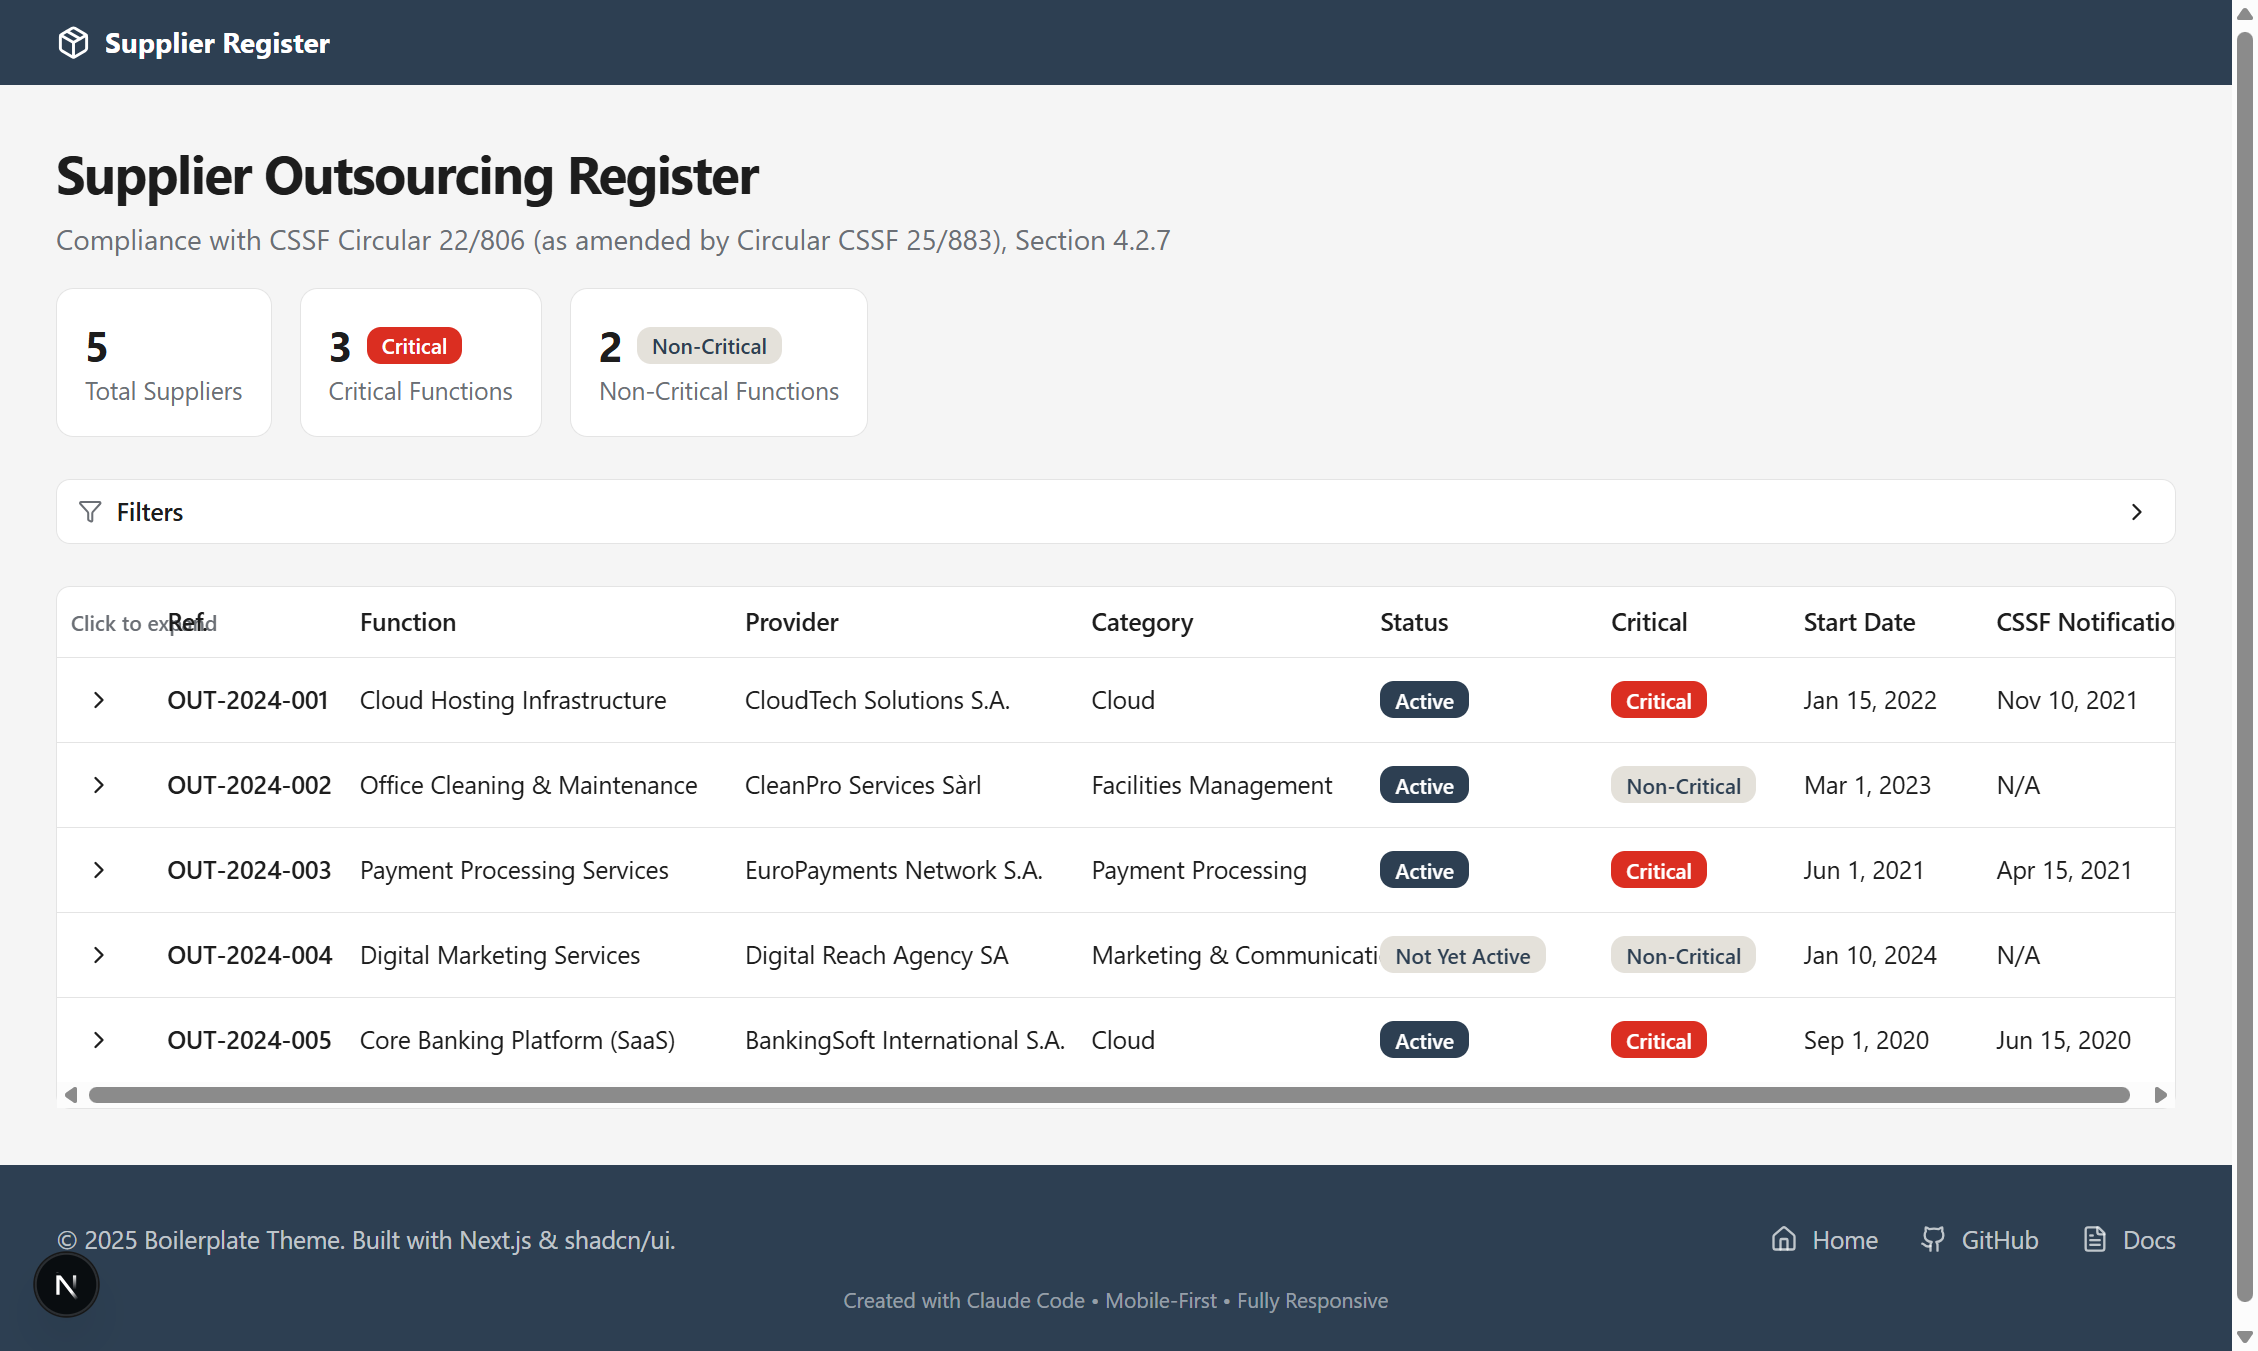 Supplier Register
Supplier Outsourcing Register
Compliance with CSSF Circular 22/806 (as amended by Circular CSSF 25/883), Section 4.2.7
5
Total Suppliers
3 Critical
Critical Functions
2 Non-Critical
Non-Critical Functions
Filters
Click to expand Ref. Function Provider Category Status Critical Start Date CSSF Notificatio
OUT-2024-001 Cloud Hosting Infrastructure CloudTech Solutions S.A. Cloud Active Critical Jan 15, 2022 Nov 10, 2021
OUT-2024-002 Office Cleaning & Maintenance CleanPro Services Sàrl Facilities Management Active Non-Critical Mar 1, 2023 N/A
OUT-2024-003 Payment Processing Services EuroPayments Network S.A. Payment Processing Active Critical Jun 1, 2021 Apr 15, 2021
OUT-2024-004 Digital Marketing Services Digital Reach Agency SA Marketing & Communicati Not Yet Active Non-Critical Jan 10, 2024 N/A
OUT-2024-005 Core Banking Platform (SaaS) BankingSoft International S.A. Cloud Active Critical Sep 1, 2020 Jun 15, 2020
© 2025 Boilerplate Theme. Built with Next.js & shadcn/ui. Home GitHub Docs
N
Created with Claude Code • Mobile-First • Fully Responsive